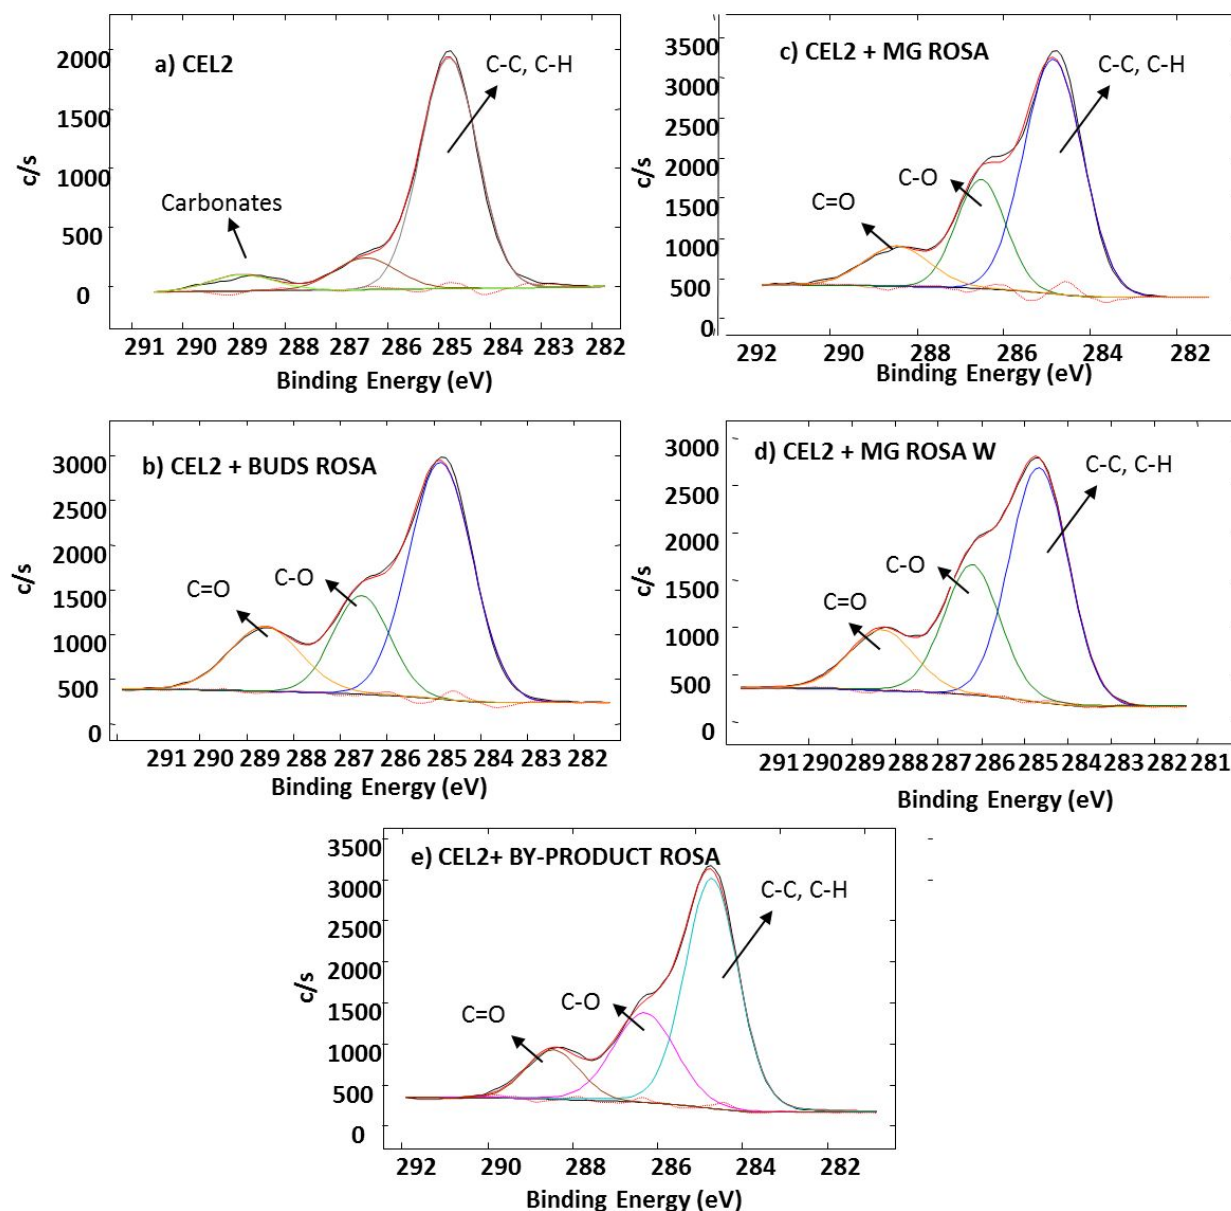 a) CEL2
C-C, C-H
Carbonates
c/s
2000
1500
1000
500
0
291 290 289 288 287 286 285 284 283 282
Binding Energy (eV)
c) CEL2 + MG ROSA
C-C, C-H
C-O
C=O
c/s
3500
3000
2500
2000
1500
1000
500
0
292 290 288 286 284 282
Binding Energy (eV)
b) CEL2 + BUDS ROSA
C-O
C=O
c/s
3000
2500
2000
1500
1000
500
0
291 290 289 288 287 286 285 284 283 282
Binding Energy (eV)
d) CEL2 + MG ROSA W
C-C, C-H
C-O
C=O
c/s
3000
2500
2000
1500
1000
500
0
291 290 289 288 287 286 285 284 283 282 281
Binding Energy (eV)
e) CEL2+ BY-PRODUCT ROSA
C-C, C-H
C-O
C=O
c/s
3500
3000
2500
2000
1500
1000
500
0
292 290 288 286 284 282
Binding Energy (eV)